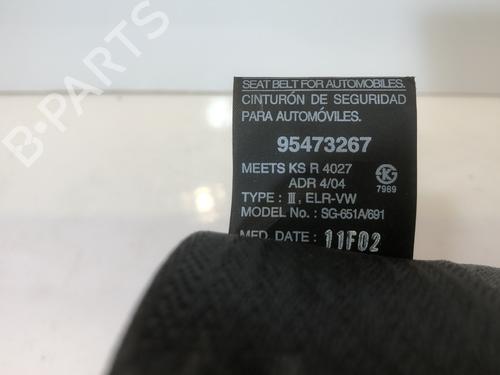 B-PARTS
SEAT BELT FOR AUTOMOBILES.
CINTURÓN DE SEGURIDAD
PARA AUTOMÓVILES.
95473267
MEETS KS R 4027
ADR 4/04
7989
TYPE : Ⅲ, ELR-VW
MODEL No. : SG-651A/691
MFD. DATE : 11F02